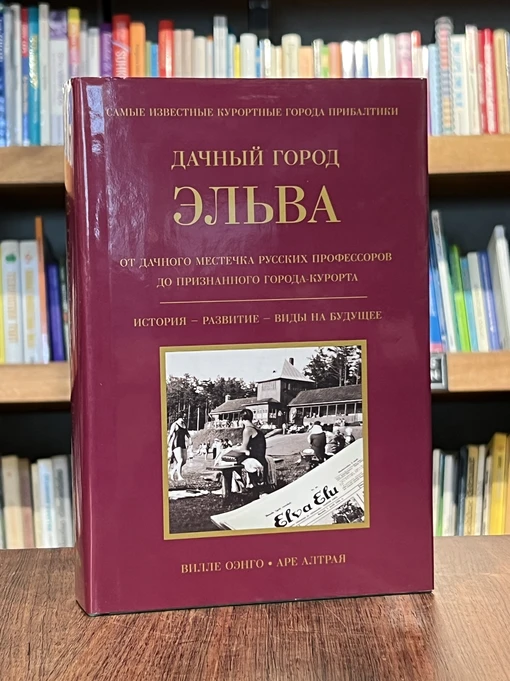 САМЫЕ ИЗВЕСТНЫЕ КУРОРТНЫЕ ГОРОДА ПРИБАЛТИКИ
ДАЧНЫЙ ГОРОД
ЭЛЬВА
ОТ ДАЧНОГО МЕСТЕЧКА РУССКИХ ПРОФЕССОРОВ
ДО ПРИЗНАННОГО ГОРОДА-КУРОРТА
ИСТОРИЯ – РАЗВИТИЕ – ВИДЫ НА БУДУЩЕЕ
Elva Elu
ВИЛЛЕ ОЭНГО • АРЕ АЛТРАЯ